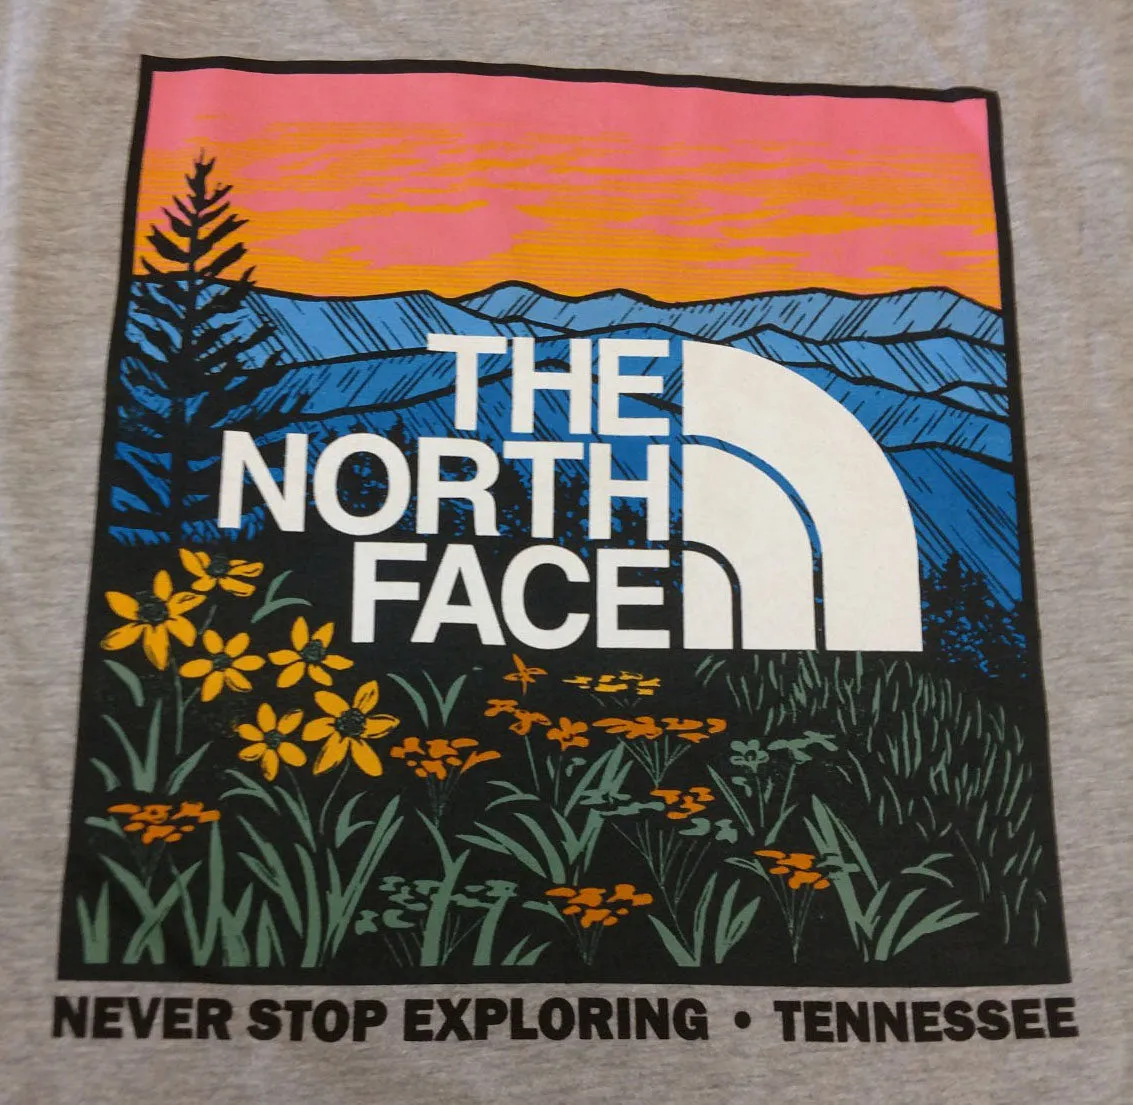 THE
NORTH
FACE
NEVER STOP EXPLORING • TENNESSEE